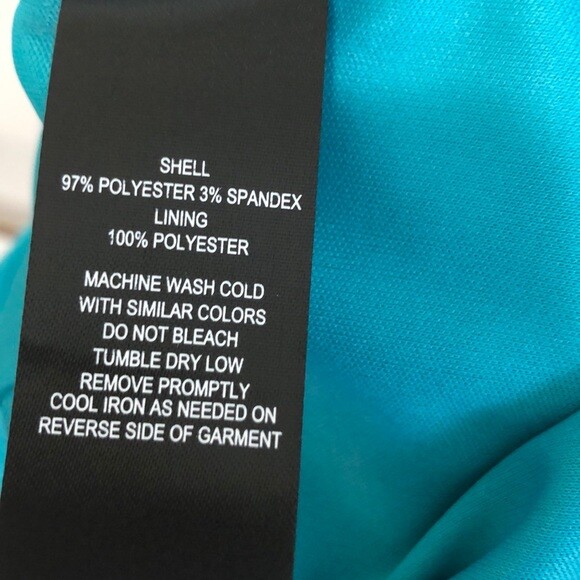 SHELL
97% POLYESTER 3% SPANDEX
LINING
100% POLYESTER
MACHINE WASH COLD
WITH SIMILAR COLORS
DO NOT BLEACH
TUMBLE DRY LOW
REMOVE PROMPTLY
COOL IRON AS NEEDED ON
REVERSE SIDE OF GARMENT